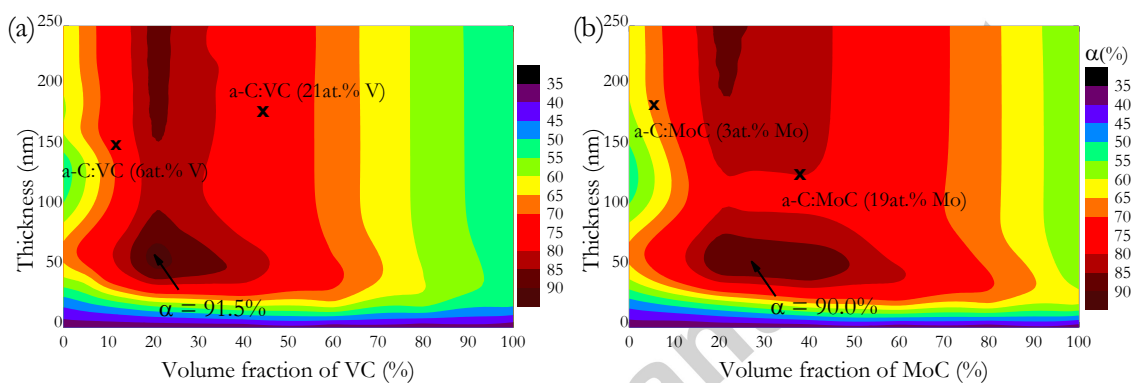 (a)
250
200
150
100
50
0
Thickness (nm)
a-C:VC (21at.% V)
x
x
a-C:VC (6at.% V)
α = 91.5%
0 10 20 30 40 50 60 70 80 90 100
Volume fraction of VC (%)
35
40
45
50
55
60
65
70
75
80
85
90
(b)
250
200
150
100
50
0
Thickness (nm)
x
a-C:MoC (3at.% Mo)
x
a-C:MoC (19at.% Mo)
α = 90.0%
0 10 20 30 40 50 60 70 80 90 100
Volume fraction of MoC (%)
α(%)
35
40
45
50
55
60
65
70
75
80
85
90